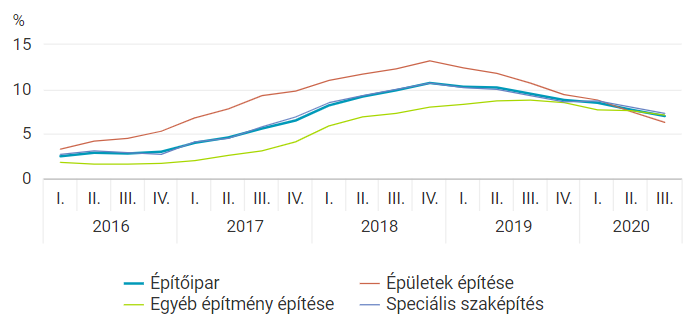 %
15
10
5
0
I. II. III. IV. I. II. III. IV. I. II. III. IV. I. II. III. IV. I. II. III.
2016 2017 2018 2019 2020
Építőipar Épületek építése
Egyéb építmény építése Speciális szaképítés